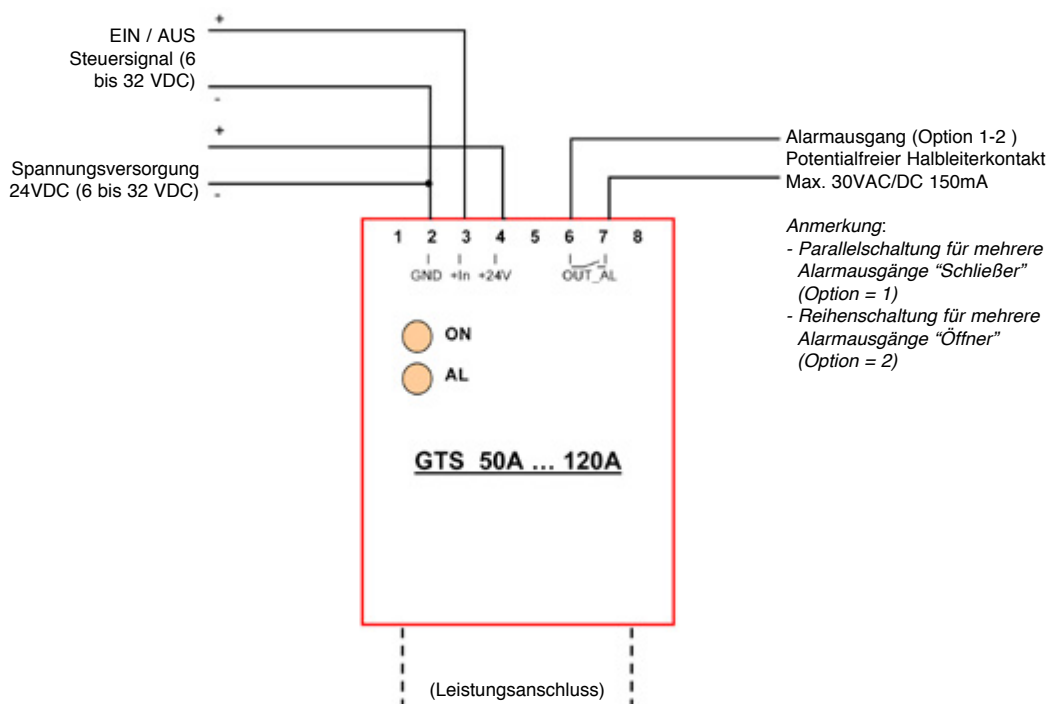 +
EIN / AUS
Steuersignal (6
bis 32 VDC)
-
+
Spannungsversorgung
24VDC (6 bis 32 VDC)
-
Alarmausgang (Option 1-2 )
Potentialfreier Halbleiterkontakt
Max. 30VAC/DC 150mA
Anmerkung:
- Parallelschaltung für mehrere
Alarmausgänge “Schließer”
(Option = 1)
- Reihenschaltung für mehrere
Alarmausgänge “Öffner”
(Option = 2)
1 2 3 4 5 6 7 8
GND +In +24V OUT_AL
ON
AL
GTS 50A ... 120A
(Leistungsanschluss)